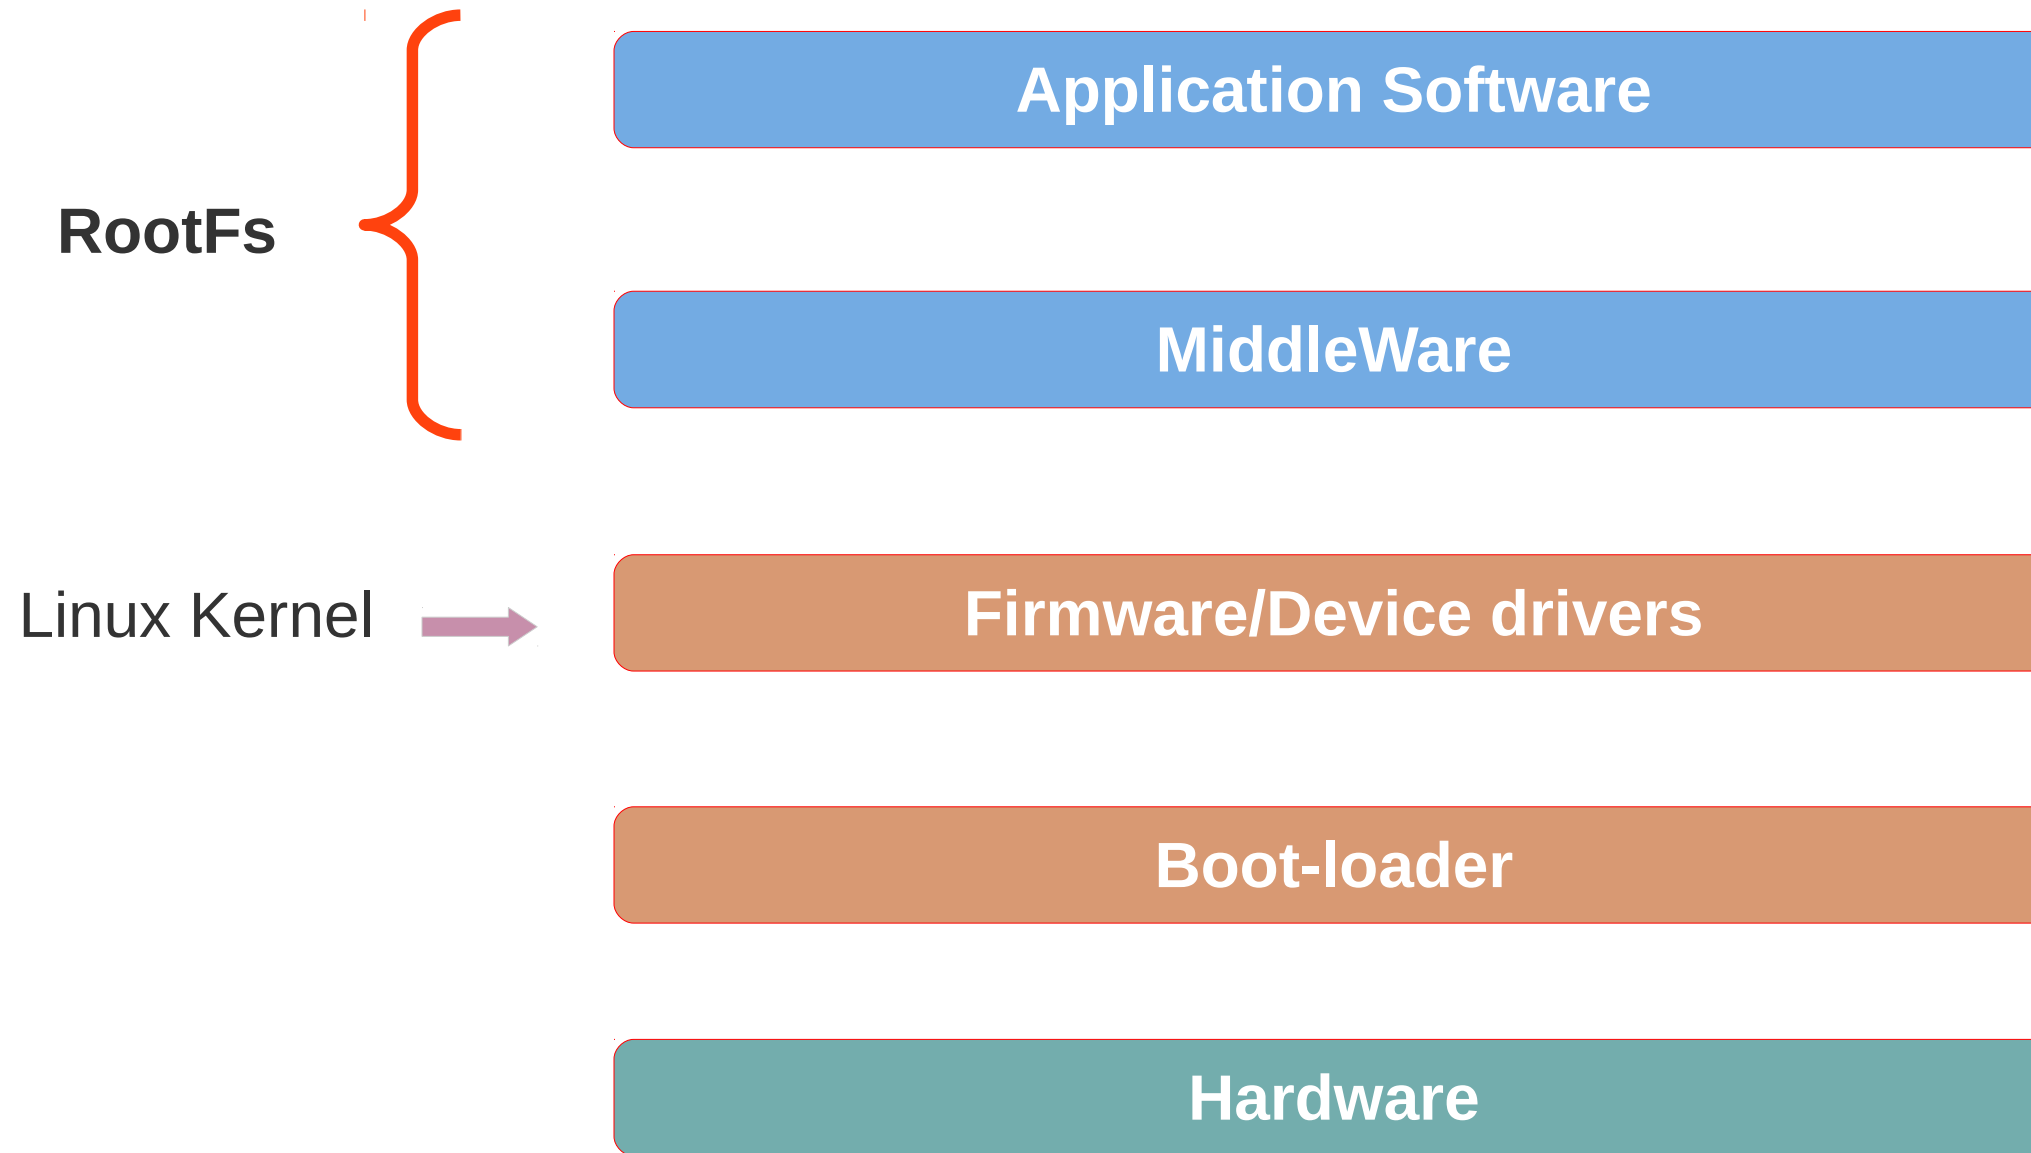 Application Software
RootFs
MiddleWare
Linux Kernel
Firmware/Device drivers
Boot-loader
Hardware